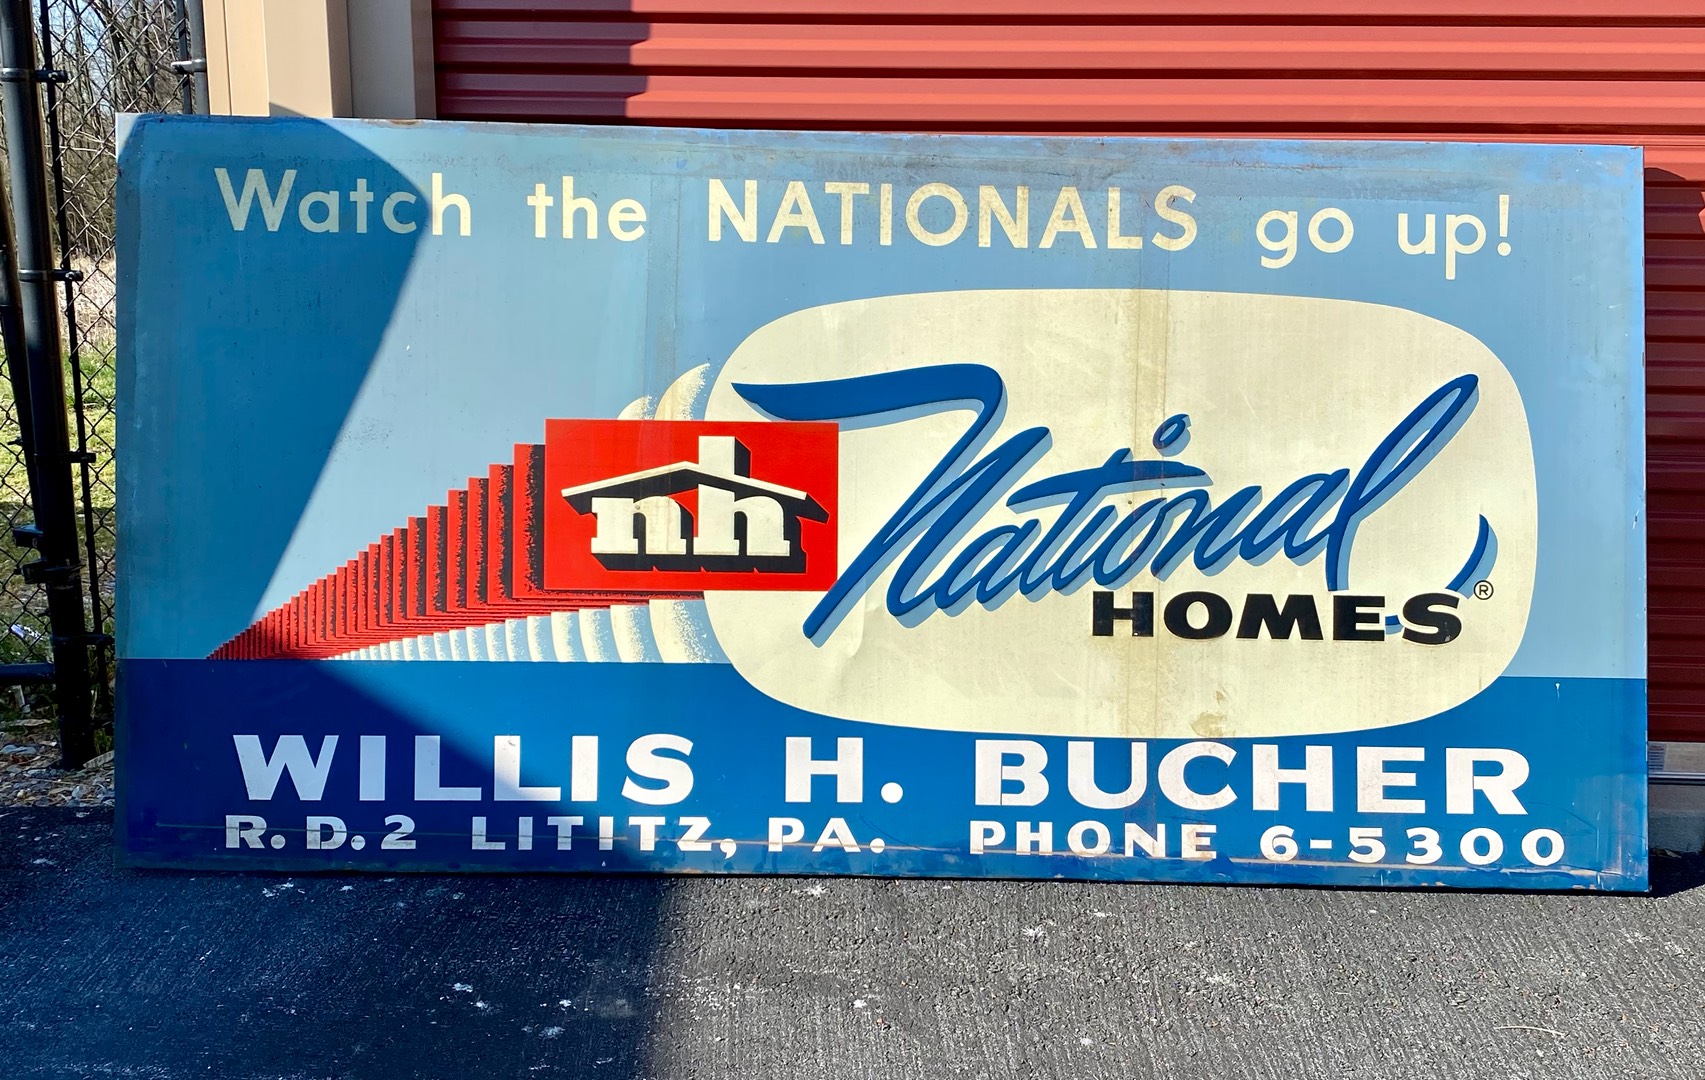 Watch the NATIONALS go up!
nh
National
HOMES®
WILLIS H. BUCHER
R. D. 2 LITITZ, PA. PHONE 6-5300